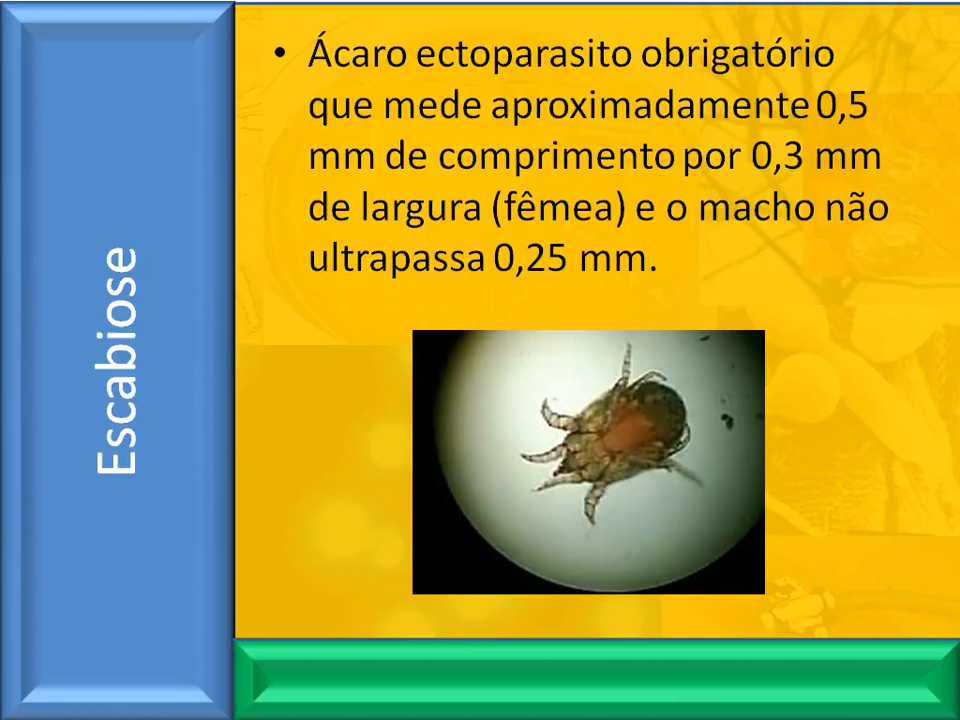 Escabiose
• Ácaro ectoparasito obrigatório
que mede aproximadamente 0,5
mm de comprimento por 0,3 mm
de largura (fêmea) e o macho não
ultrapassa 0,25 mm.